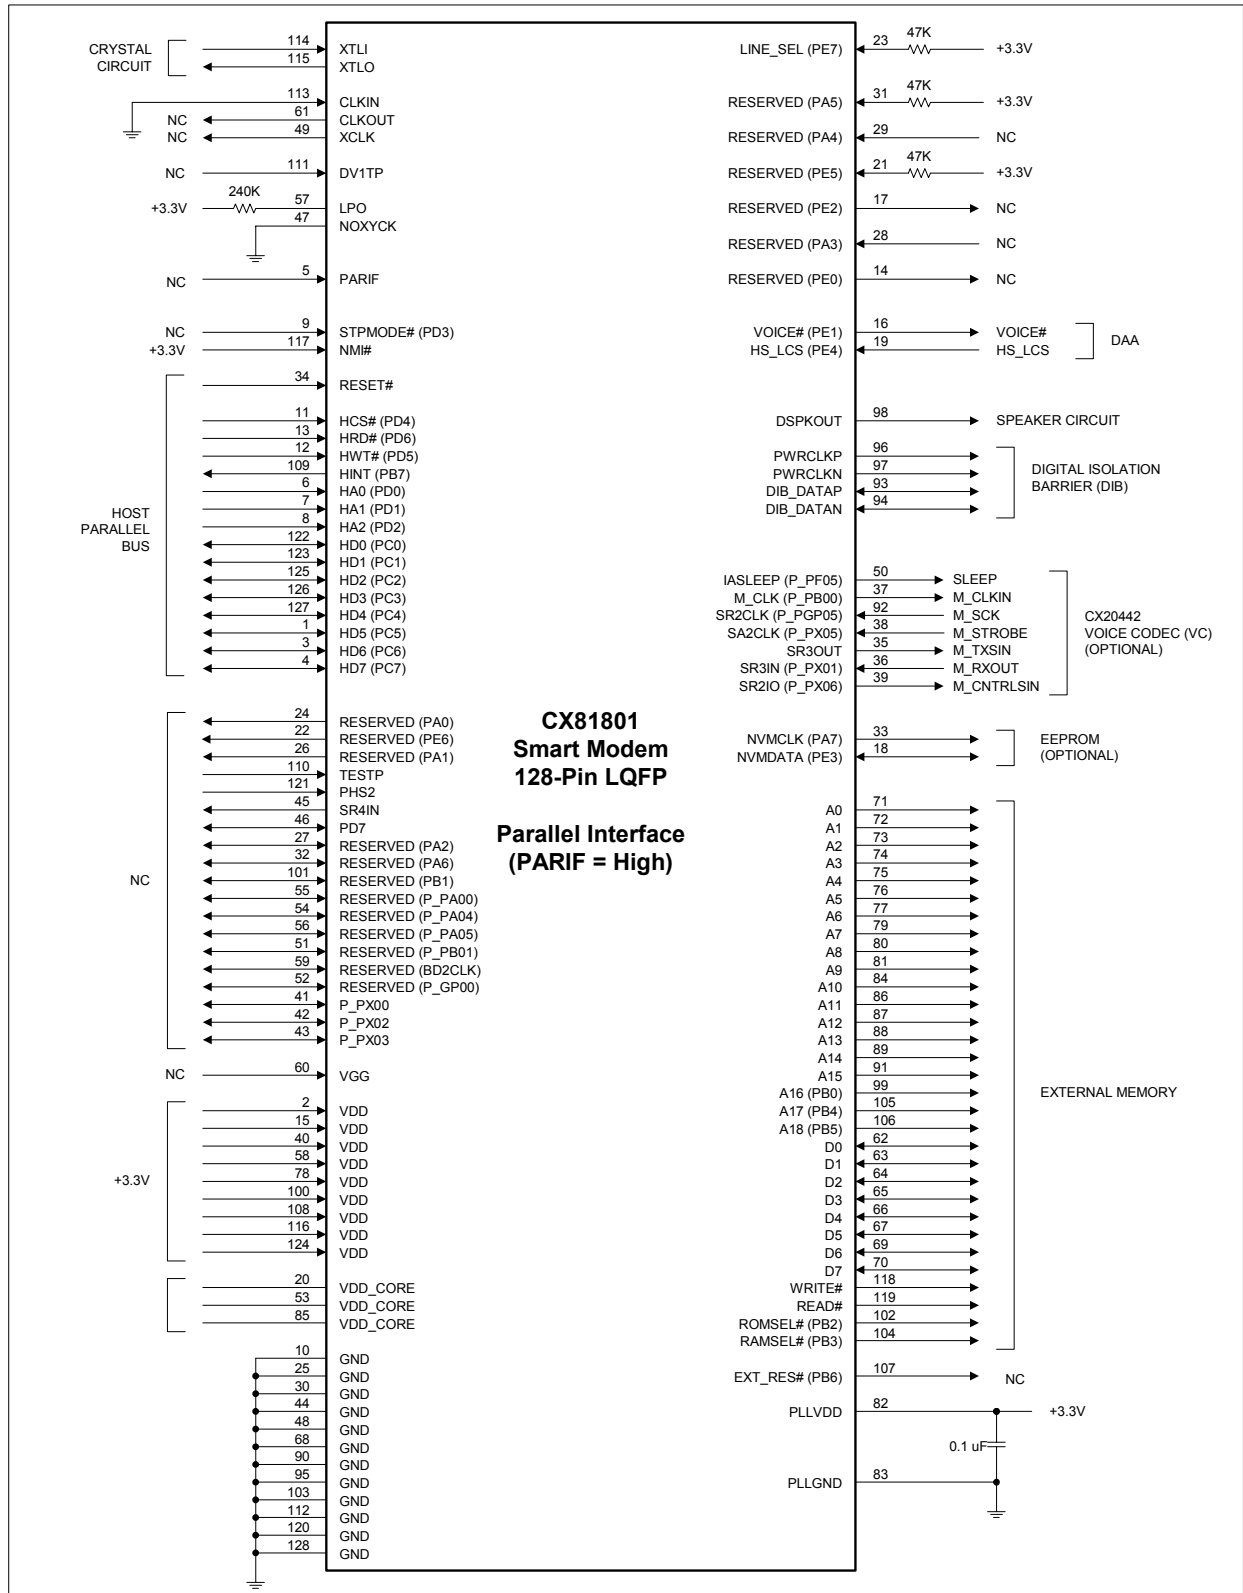 CRYSTAL
CIRCUIT
114 XTLI
115 XTLO
113 CLKIN
NC 61 CLKOUT
NC 49 XCLK
NC 111 DV1TP
+3.3V 240K 57 LPO
47 NOXYCK
NC 5 PARIF
NC 9 STPMODE# (PD3)
+3.3V 117 NMI#
HOST
PARALLEL
BUS
34 RESET#
11 HCS# (PD4)
13 HRD# (PD6)
12 HWT# (PD5)
109 HINT (PB7)
6 HA0 (PD0)
7 HA1 (PD1)
8 HA2 (PD2)
122 HD0 (PC0)
123 HD1 (PC1)
125 HD2 (PC2)
126 HD3 (PC3)
127 HD4 (PC4)
1 HD5 (PC5)
3 HD6 (PC6)
4 HD7 (PC7)
NC
24 RESERVED (PA0)
22 RESERVED (PE6)
26 RESERVED (PA1)
110 TESTP
121 PHS2
45 SR4IN
46 PD7
27 RESERVED (PA2)
32 RESERVED (PA6)
101 RESERVED (PB1)
55 RESERVED (P_PA00)
54 RESERVED (P_PA04)
56 RESERVED (P_PA05)
51 RESERVED (P_PB01)
59 RESERVED (BD2CLK)
52 RESERVED (P_GP00)
41 P_PX00
42 P_PX02
43 P_PX03
NC 60 VGG
+3.3V
2 VDD
15 VDD
40 VDD
58 VDD
78 VDD
100 VDD
108 VDD
116 VDD
124 VDD
20 VDD_CORE
53 VDD_CORE
85 VDD_CORE
10 GND
25 GND
30 GND
44 GND
48 GND
68 GND
90 GND
95 GND
103 GND
112 GND
120 GND
128 GND
CX81801
Smart Modem
128-Pin LQFP
Parallel Interface
(PARIF = High)
LINE_SEL (PE7) 23 47K +3.3V
RESERVED (PA5) 31 47K +3.3V
RESERVED (PA4) 29 NC
RESERVED (PE5) 21 47K +3.3V
RESERVED (PE2) 17 NC
RESERVED (PA3) 28 NC
RESERVED (PE0) 14 NC
VOICE# (PE1) 16 VOICE#
HS_LCS (PE4) 19 HS_LCS
DAA
DSPKOUT 98 SPEAKER CIRCUIT
PWRCLKP 96
PWRCLKN 97
DIB_DATAP 93
DIB_DATAN 94
DIGITAL ISOLATION
BARRIER (DIB)
IASLEEP (P_PF05) 50 SLEEP
M_CLK (P_PB00) 37 M_CLKIN
SR2CLK (P_PGP05) 92 M_SCK
SA2CLK (P_PX05) 38 M_STROBE
SR3OUT 35 M_TXSIN
SR3IN (P_PX01) 36 M_RXOUT
SR2IO (P_PX06) 39 M_CNTRLSIN
CX20442
VOICE CODEC (VC)
(OPTIONAL)
NVMCLK (PA7) 33
NVMDATA (PE3) 18
EEPROM
(OPTIONAL)
A0 71
A1 72
A2 73
A3 74
A4 75
A5 76
A6 77
A7 79
A8 80
A9 81
A10 84
A11 86
A12 87
A13 88
A14 89
A15 91
A16 (PB0) 99
A17 (PB4) 105
A18 (PB5) 106
D0 62
D1 63
D2 64
D3 65
D4 66
D5 67
D6 69
D7 70
WRITE# 118
READ# 119
ROMSEL# (PB2) 102
RAMSEL# (PB3) 104
EXTERNAL MEMORY
EXT_RES# (PB6) 107 NC
PLLVDD 82 +3.3V
0.1 uF
PLLGND 83